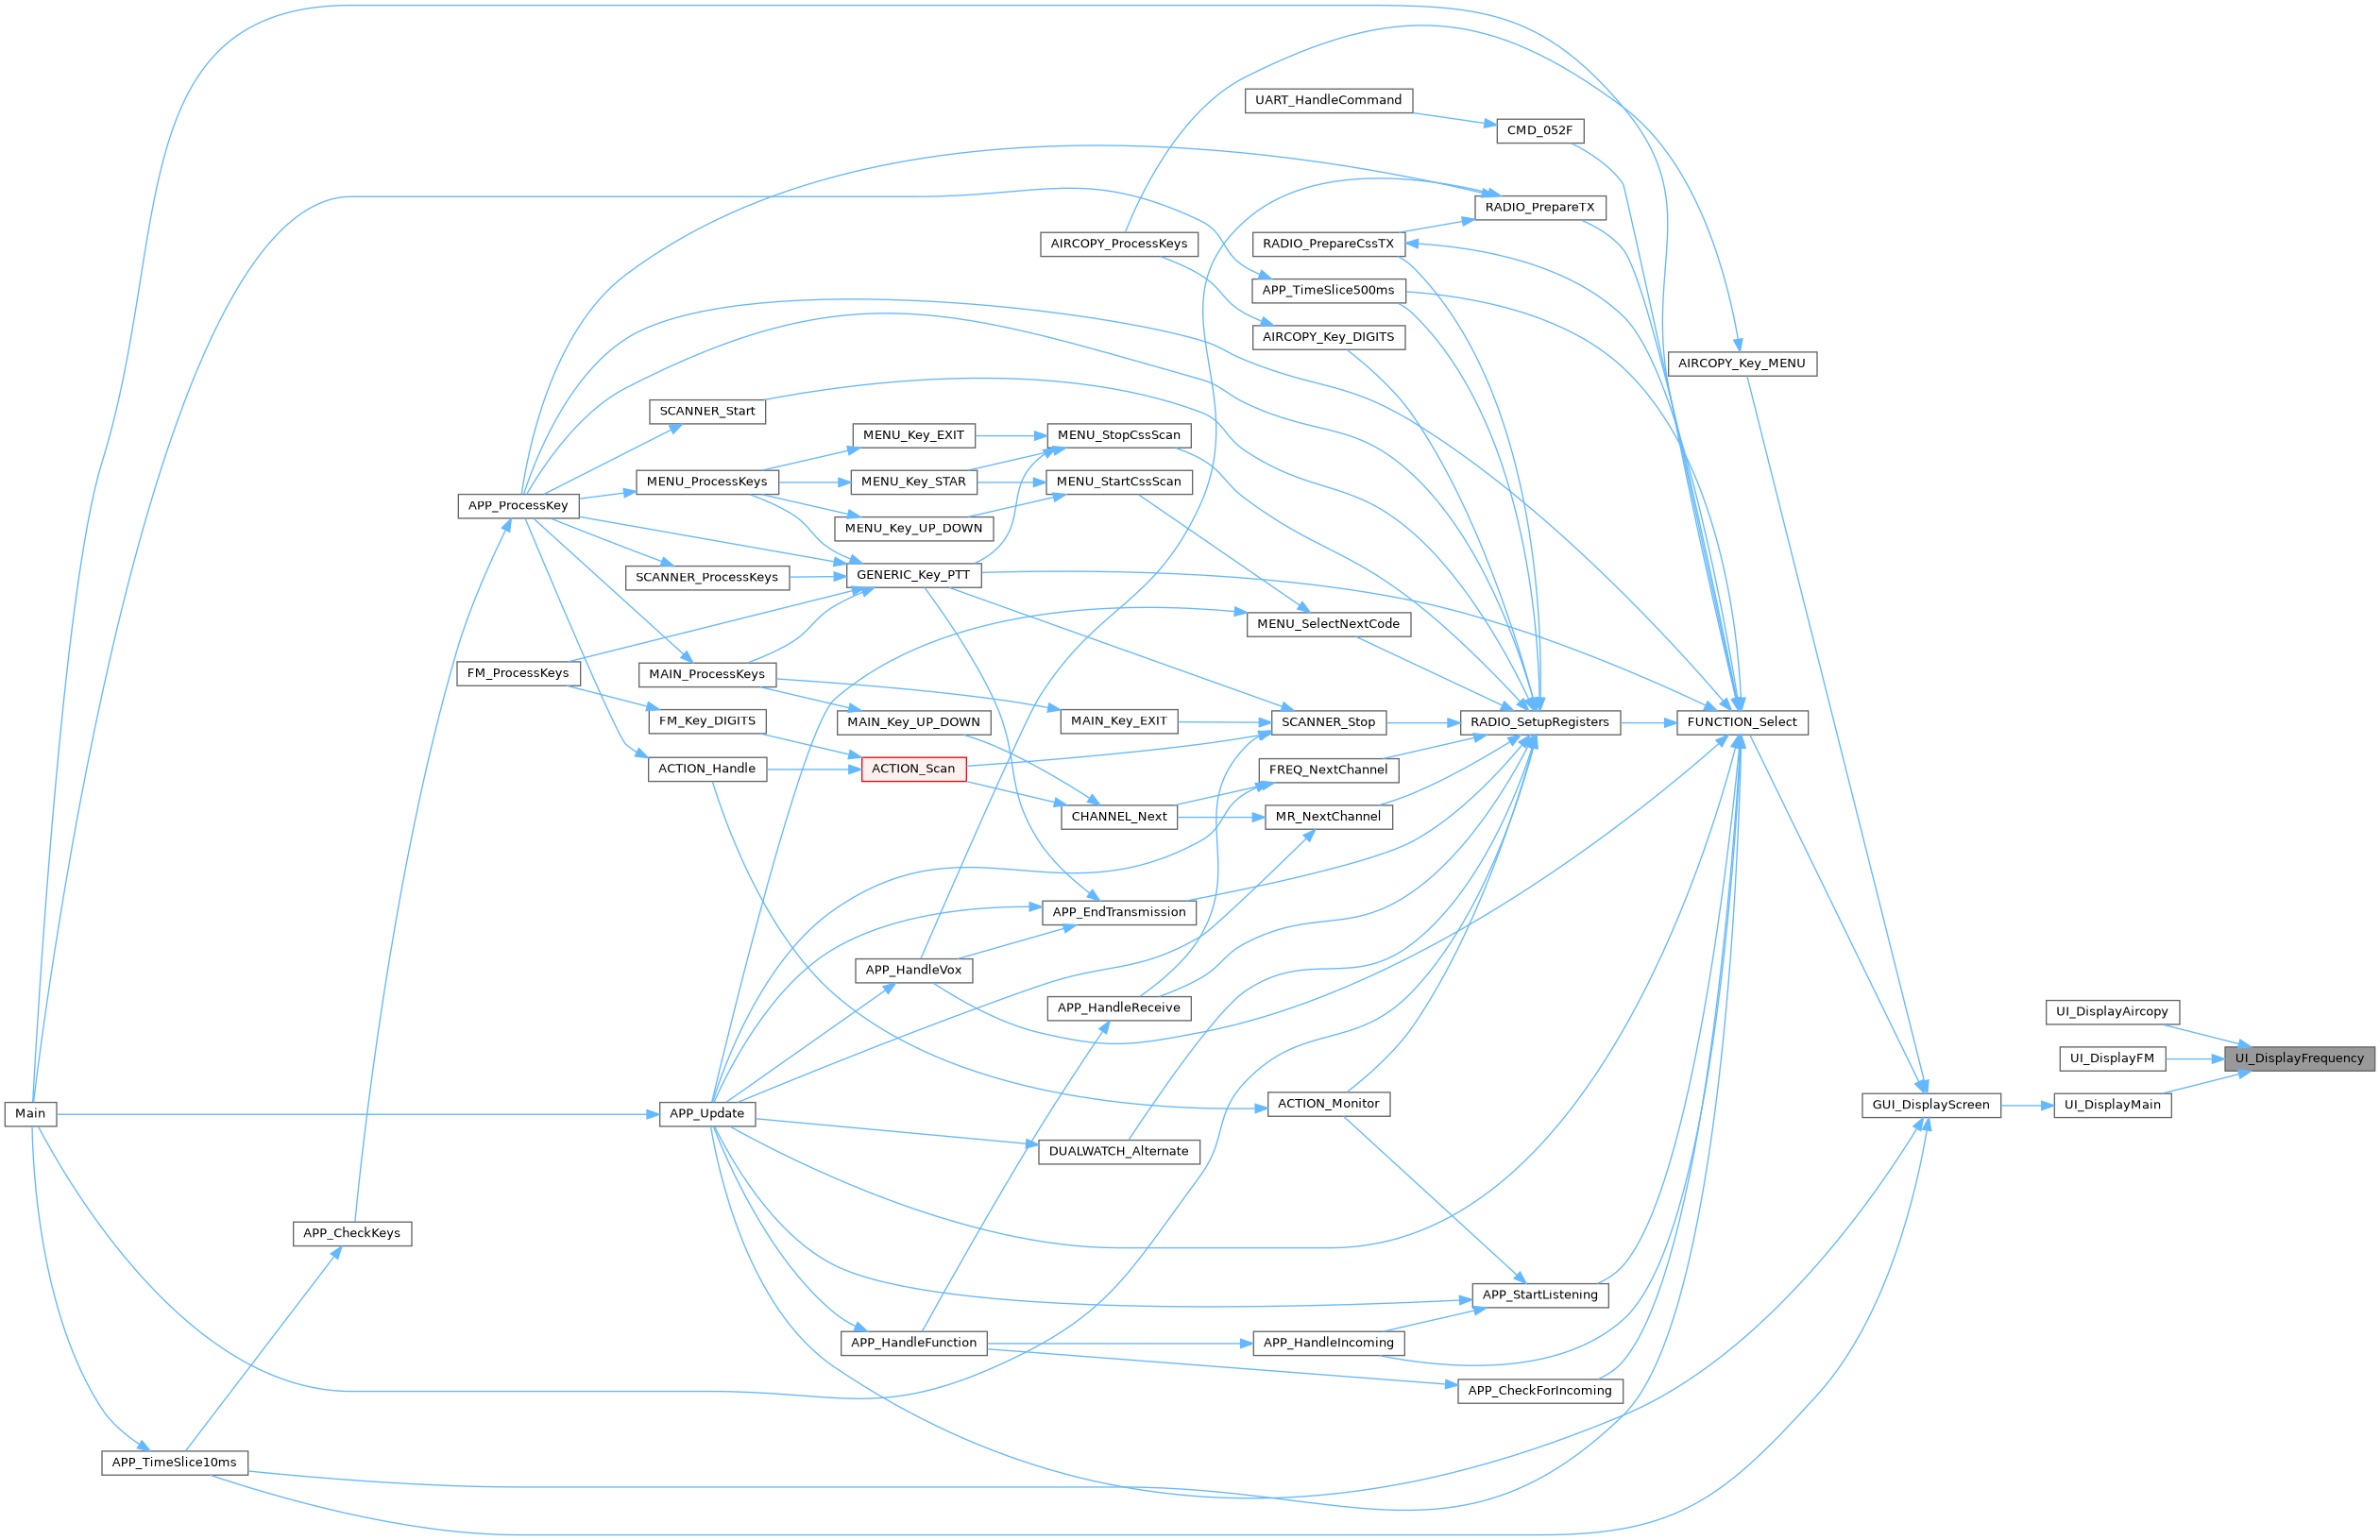 UART_HandleCommand
CMD_052F
RADIO_PrepareTX
AIRCOPY_ProcessKeys
RADIO_PrepareCssTX
APP_TimeSlice500ms
AIRCOPY_Key_DIGITS
AIRCOPY_Key_MENU
SCANNER_Start
MENU_Key_EXIT
MENU_StopCssScan
MENU_ProcessKeys
MENU_Key_STAR
MENU_StartCssScan
APP_ProcessKey
MENU_Key_UP_DOWN
SCANNER_ProcessKeys
GENERIC_Key_PTT
MENU_SelectNextCode
FM_ProcessKeys
MAIN_ProcessKeys
FM_Key_DIGITS
MAIN_Key_UP_DOWN
MAIN_Key_EXIT
SCANNER_Stop
RADIO_SetupRegisters
FUNCTION_Select
ACTION_Handle
ACTION_Scan
FREQ_NextChannel
CHANNEL_Next
MR_NextChannel
APP_EndTransmission
APP_HandleVox
APP_HandleReceive
UI_DisplayAircopy
UI_DisplayFM
UI_DisplayFrequency
Main
APP_Update
ACTION_Monitor
GUI_DisplayScreen
UI_DisplayMain
DUALWATCH_Alternate
APP_CheckKeys
APP_StartListening
APP_HandleFunction
APP_HandleIncoming
APP_CheckForIncoming
APP_TimeSlice10ms